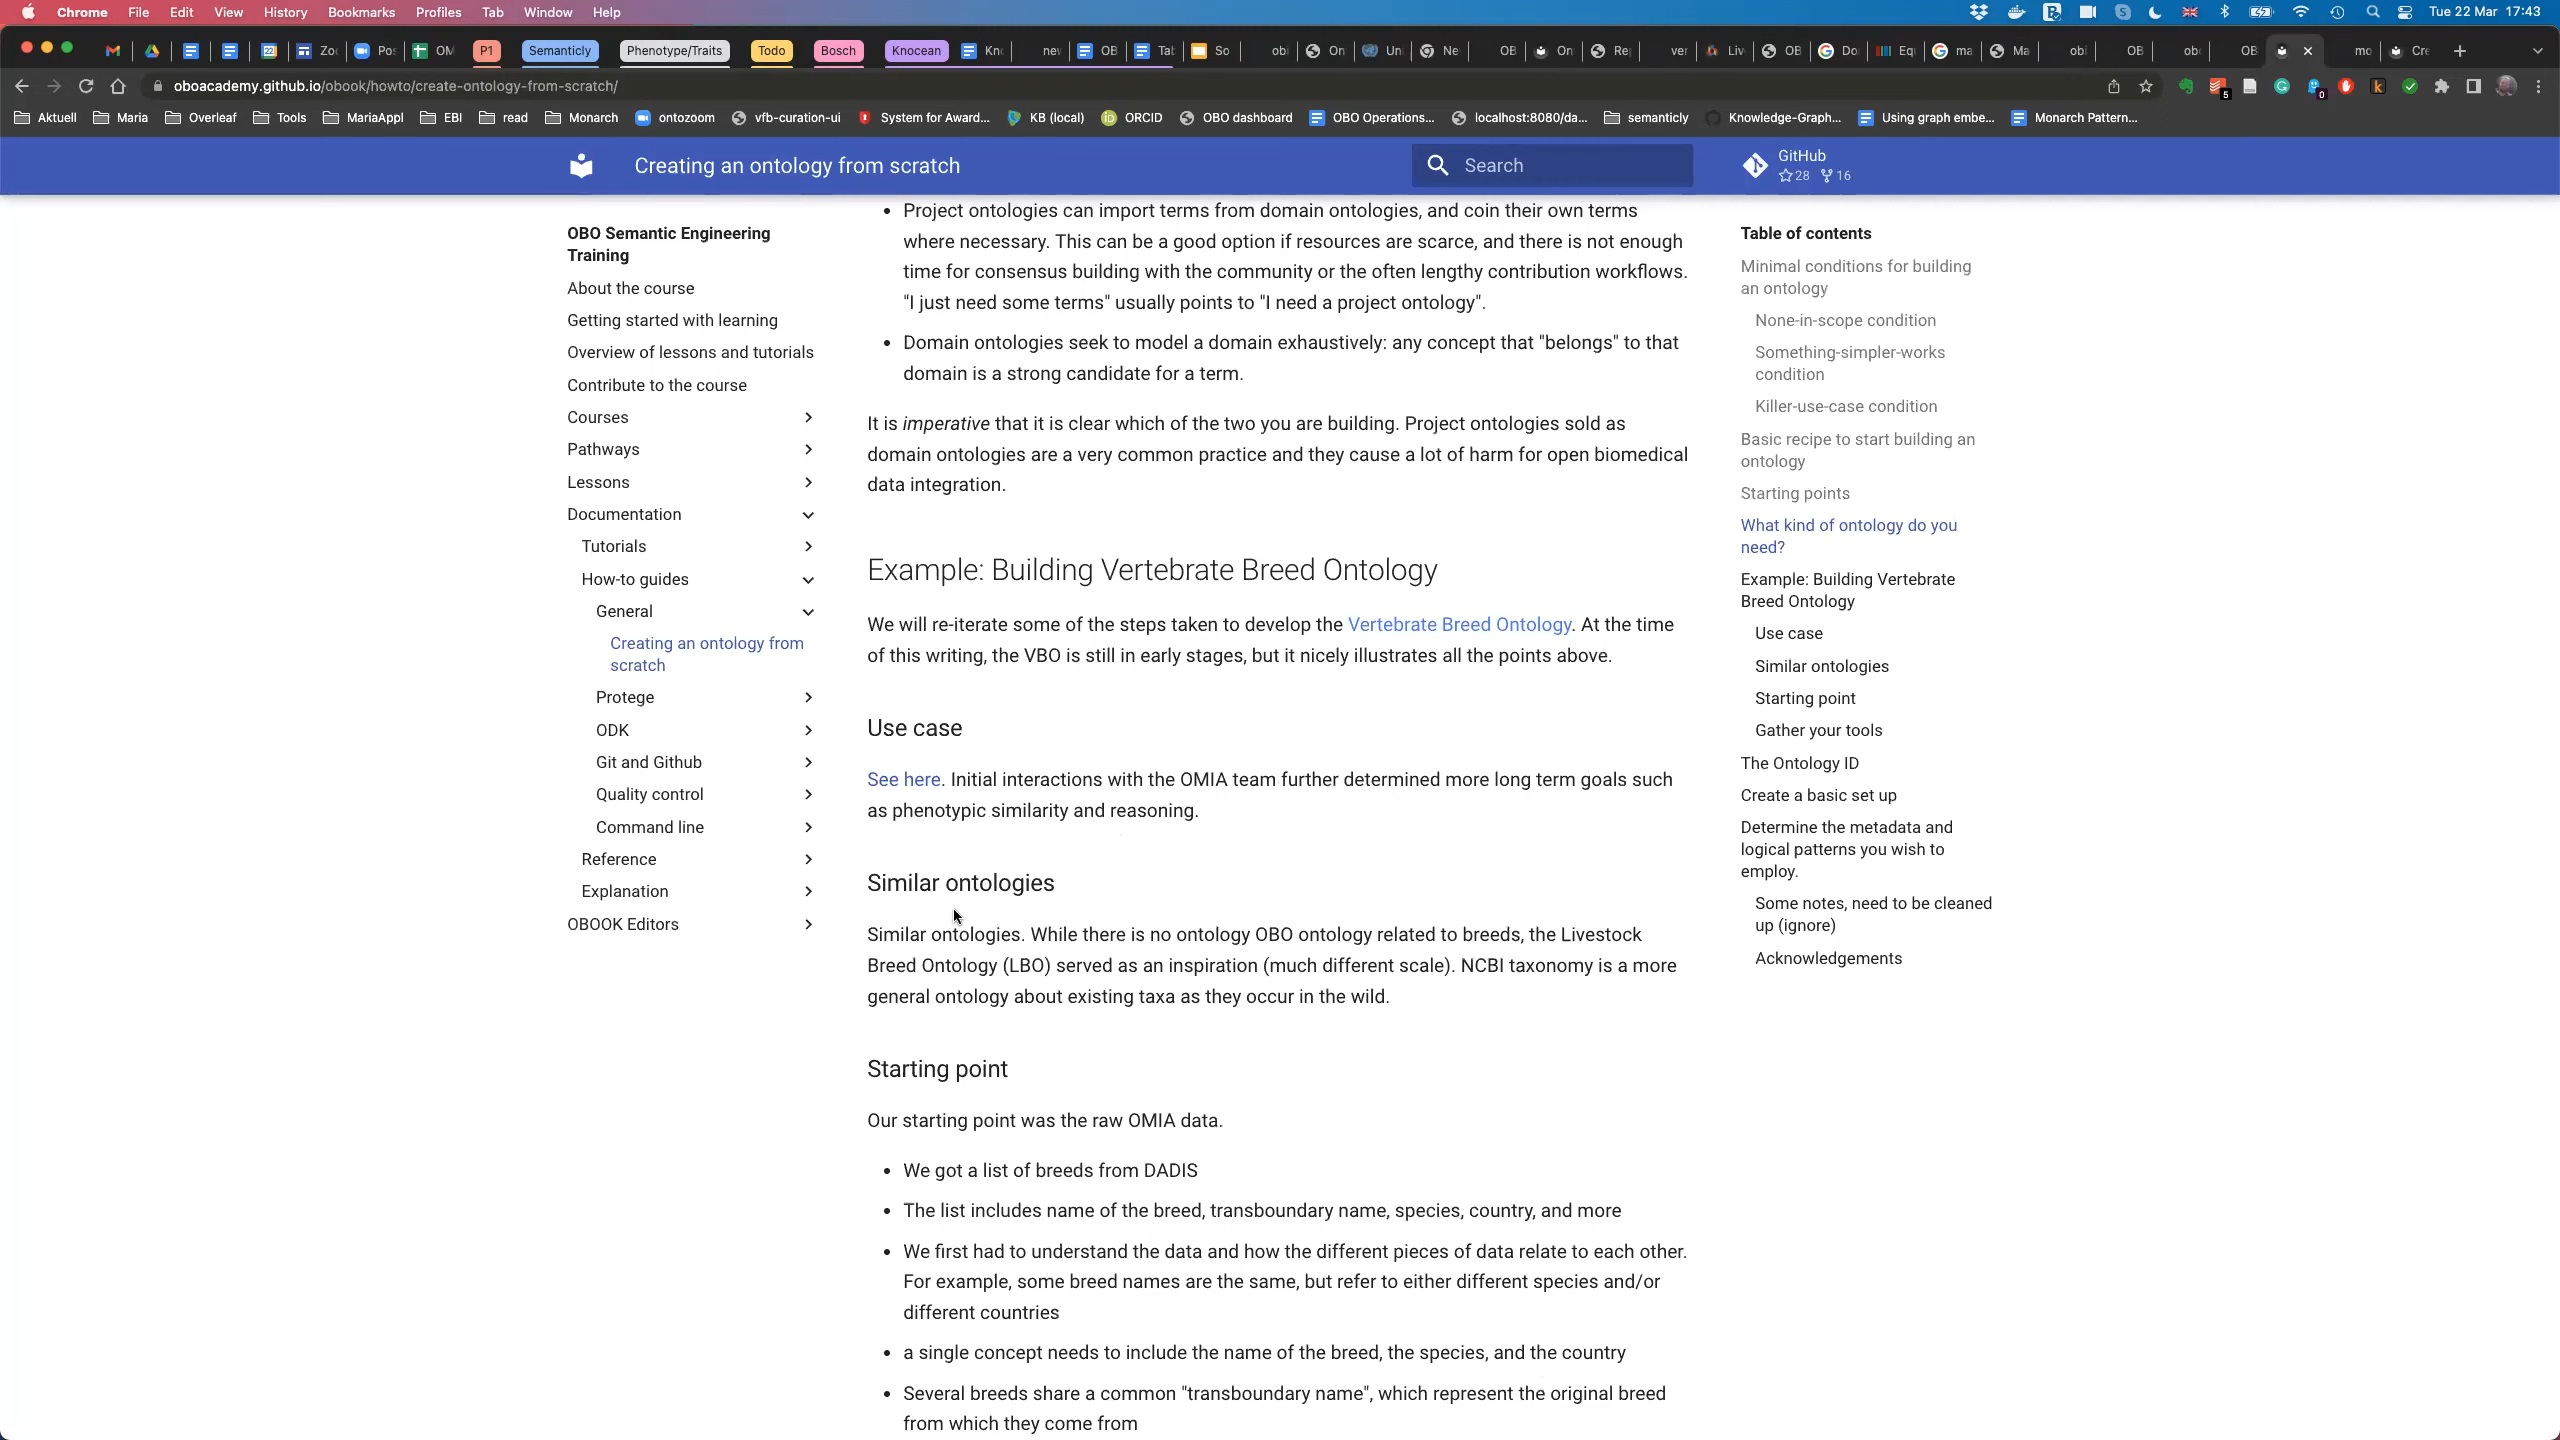 Chrome File Edit View History Bookmarks Profiles Tab Window Help
Tue 22 Mar 17:43
P1 Semanticly Phenotype/Traits Todo Bosch Knocean
oboacademy.github.io/obook/howto/create-ontology-from-scratch/
Aktuell Maria Overleaf Tools MariaAppl EBI read Monarch ontozoom vfb-curation-ui System for Award... KB (local) ORCID OBO dashboard OBO Operations... localhost:8080/da... semanticly Knowledge-Graph... Using graph embe... Monarch Pattern...
Creating an ontology from scratch
Search
GitHub
28 16
OBO Semantic Engineering
Training
About the course
Getting started with learning
Overview of lessons and tutorials
Contribute to the course
Courses
Pathways
Lessons
Documentation
Tutorials
How-to guides
General
Creating an ontology from
scratch
Protege
ODK
Git and Github
Quality control
Command line
Reference
Explanation
OBOOK Editors
Project ontologies can import terms from domain ontologies, and coin their own terms
where necessary. This can be a good option if resources are scarce, and there is not enough
time for consensus building with the community or the often lengthy contribution workflows.
"I just need some terms" usually points to "I need a project ontology".
Domain ontologies seek to model a domain exhaustively: any concept that "belongs" to that
domain is a strong candidate for a term.
It is imperative that it is clear which of the two you are building. Project ontologies sold as
domain ontologies are a very common practice and they cause a lot of harm for open biomedical
data integration.
Example: Building Vertebrate Breed Ontology
We will re-iterate some of the steps taken to develop the Vertebrate Breed Ontology. At the time
of this writing, the VBO is still in early stages, but it nicely illustrates all the points above.
Use case
See here. Initial interactions with the OMIA team further determined more long term goals such
as phenotypic similarity and reasoning.
Similar ontologies
Similar ontologies. While there is no ontology OBO ontology related to breeds, the Livestock
Breed Ontology (LBO) served as an inspiration (much different scale). NCBI taxonomy is a more
general ontology about existing taxa as they occur in the wild.
Starting point
Our starting point was the raw OMIA data.
We got a list of breeds from DADIS
The list includes name of the breed, transboundary name, species, country, and more
We first had to understand the data and how the different pieces of data relate to each other.
For example, some breed names are the same, but refer to either different species and/or
different countries
a single concept needs to include the name of the breed, the species, and the country
Several breeds share a common "transboundary name", which represent the original breed
from which they come from
Table of contents
Minimal conditions for building
an ontology
None-in-scope condition
Something-simpler-works
condition
Killer-use-case condition
Basic recipe to start building an
ontology
Starting points
What kind of ontology do you
need?
Example: Building Vertebrate
Breed Ontology
Use case
Similar ontologies
Starting point
Gather your tools
The Ontology ID
Create a basic set up
Determine the metadata and
logical patterns you wish to
employ.
Some notes, need to be cleaned
up (ignore)
Acknowledgements